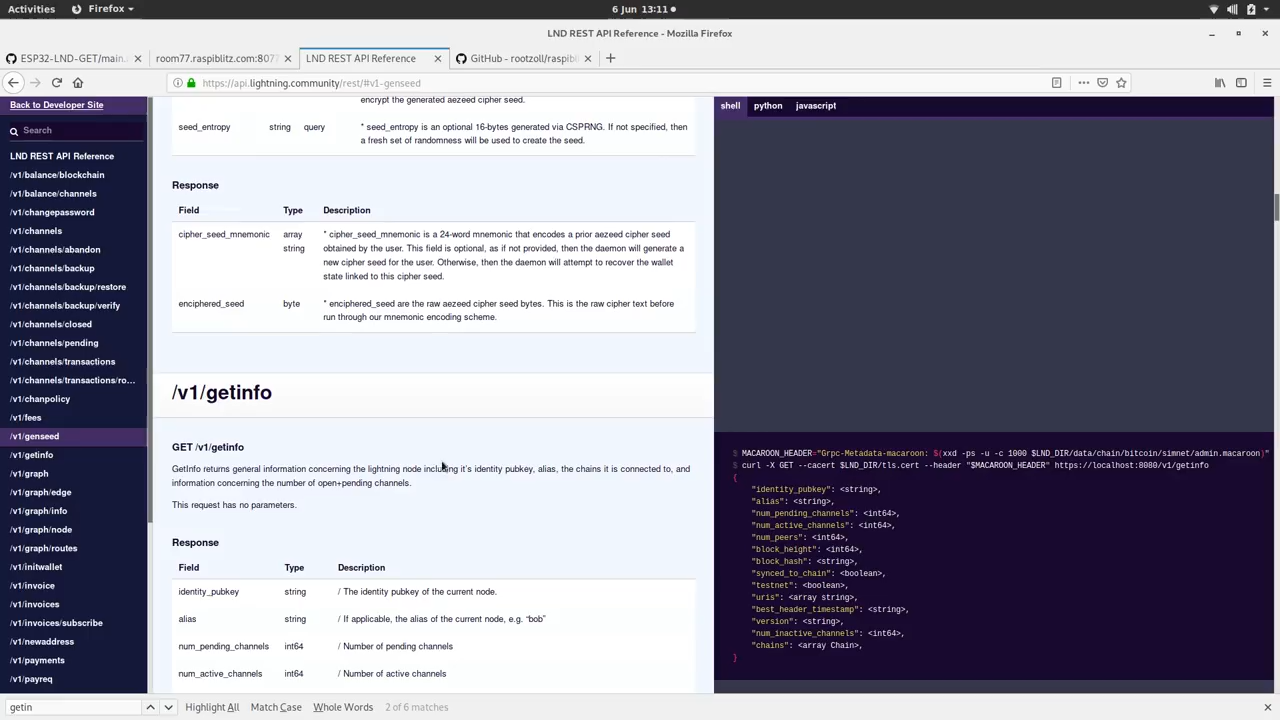 Activities
Firefox
6 Jun 13:11
LND REST API Reference - Mozilla Firefox
ESP32-LND-GET/main.
room77.raspiblitz.com:807
LND REST API Reference
GitHub - rootzoll/raspibl
https://api.lightning.community/rest/#v1-genseed
Back to Developer Site
Search
LND REST API Reference
/v1/balance/blockchain
/v1/balance/channels
/v1/changepassword
/v1/channels
/v1/channels/abandon
/v1/channels/backup
/v1/channels/backup/restore
/v1/channels/backup/verify
/v1/channels/closed
/v1/channels/pending
/v1/channels/transactions
/v1/channels/transactions/ro...
/v1/chanpolicy
/v1/fees
/v1/genseed
/v1/getinfo
/v1/graph
/v1/graph/edge
/v1/graph/info
/v1/graph/node
/v1/graph/routes
/v1/initwallet
/v1/invoice
/v1/invoices
/v1/invoices/subscribe
/v1/newaddress
/v1/payments
/v1/payreq
encrypt the generated aezeed cipher seed.
seed_entropy string query * seed_entropy is an optional 16-bytes generated via CSPRNG. If not specified, then
a fresh set of randomness will be used to create the seed.
Response
Field Type Description
cipher_seed_mnemonic array * cipher_seed_mnemonic is a 24-word mnemonic that encodes a prior aezeed cipher seed
string obtained by the user. This field is optional, as if not provided, then the daemon will generate a
new cipher seed for the user. Otherwise, then the daemon will attempt to recover the wallet
state linked to this cipher seed.
enciphered_seed byte * enciphered_seed are the raw aezeed cipher seed bytes. This is the raw cipher text before
run through our mnemonic encoding scheme.
/v1/getinfo
GET /v1/getinfo
GetInfo returns general information concerning the lightning node including it's identity pubkey, alias, the chains it is connected to, and
information concerning the number of open+pending channels.
This request has no parameters.
Response
Field Type Description
identity_pubkey string / The identity pubkey of the current node.
alias string / If applicable, the alias of the current node, e.g. "bob"
num_pending_channels int64 / Number of pending channels
num_active_channels int64 / Number of active channels
shell python javascript
$ MACAROON_HEADER="Grpc-Metadata-macaroon: $(xxd -ps -u -c 1000 $LND_DIR/data/chain/bitcoin/simnet/admin.macaroon)"
$ curl -X GET --cacert $LND_DIR/tls.cert --header "$MACAROON_HEADER" https://localhost:8080/v1/getinfo
{
"identity_pubkey": <string>,
"alias": <string>,
"num_pending_channels": <int64>,
"num_active_channels": <int64>,
"num_peers": <int64>,
"block_height": <int64>,
"block_hash": <string>,
"synced_to_chain": <boolean>,
"testnet": <boolean>,
"uris": <array string>,
"best_header_timestamp": <string>,
"version": <string>,
"num_inactive_channels": <int64>,
"chains": <array Chain>,
}
getin
Highlight All
Match Case
Whole Words
2 of 6 matches